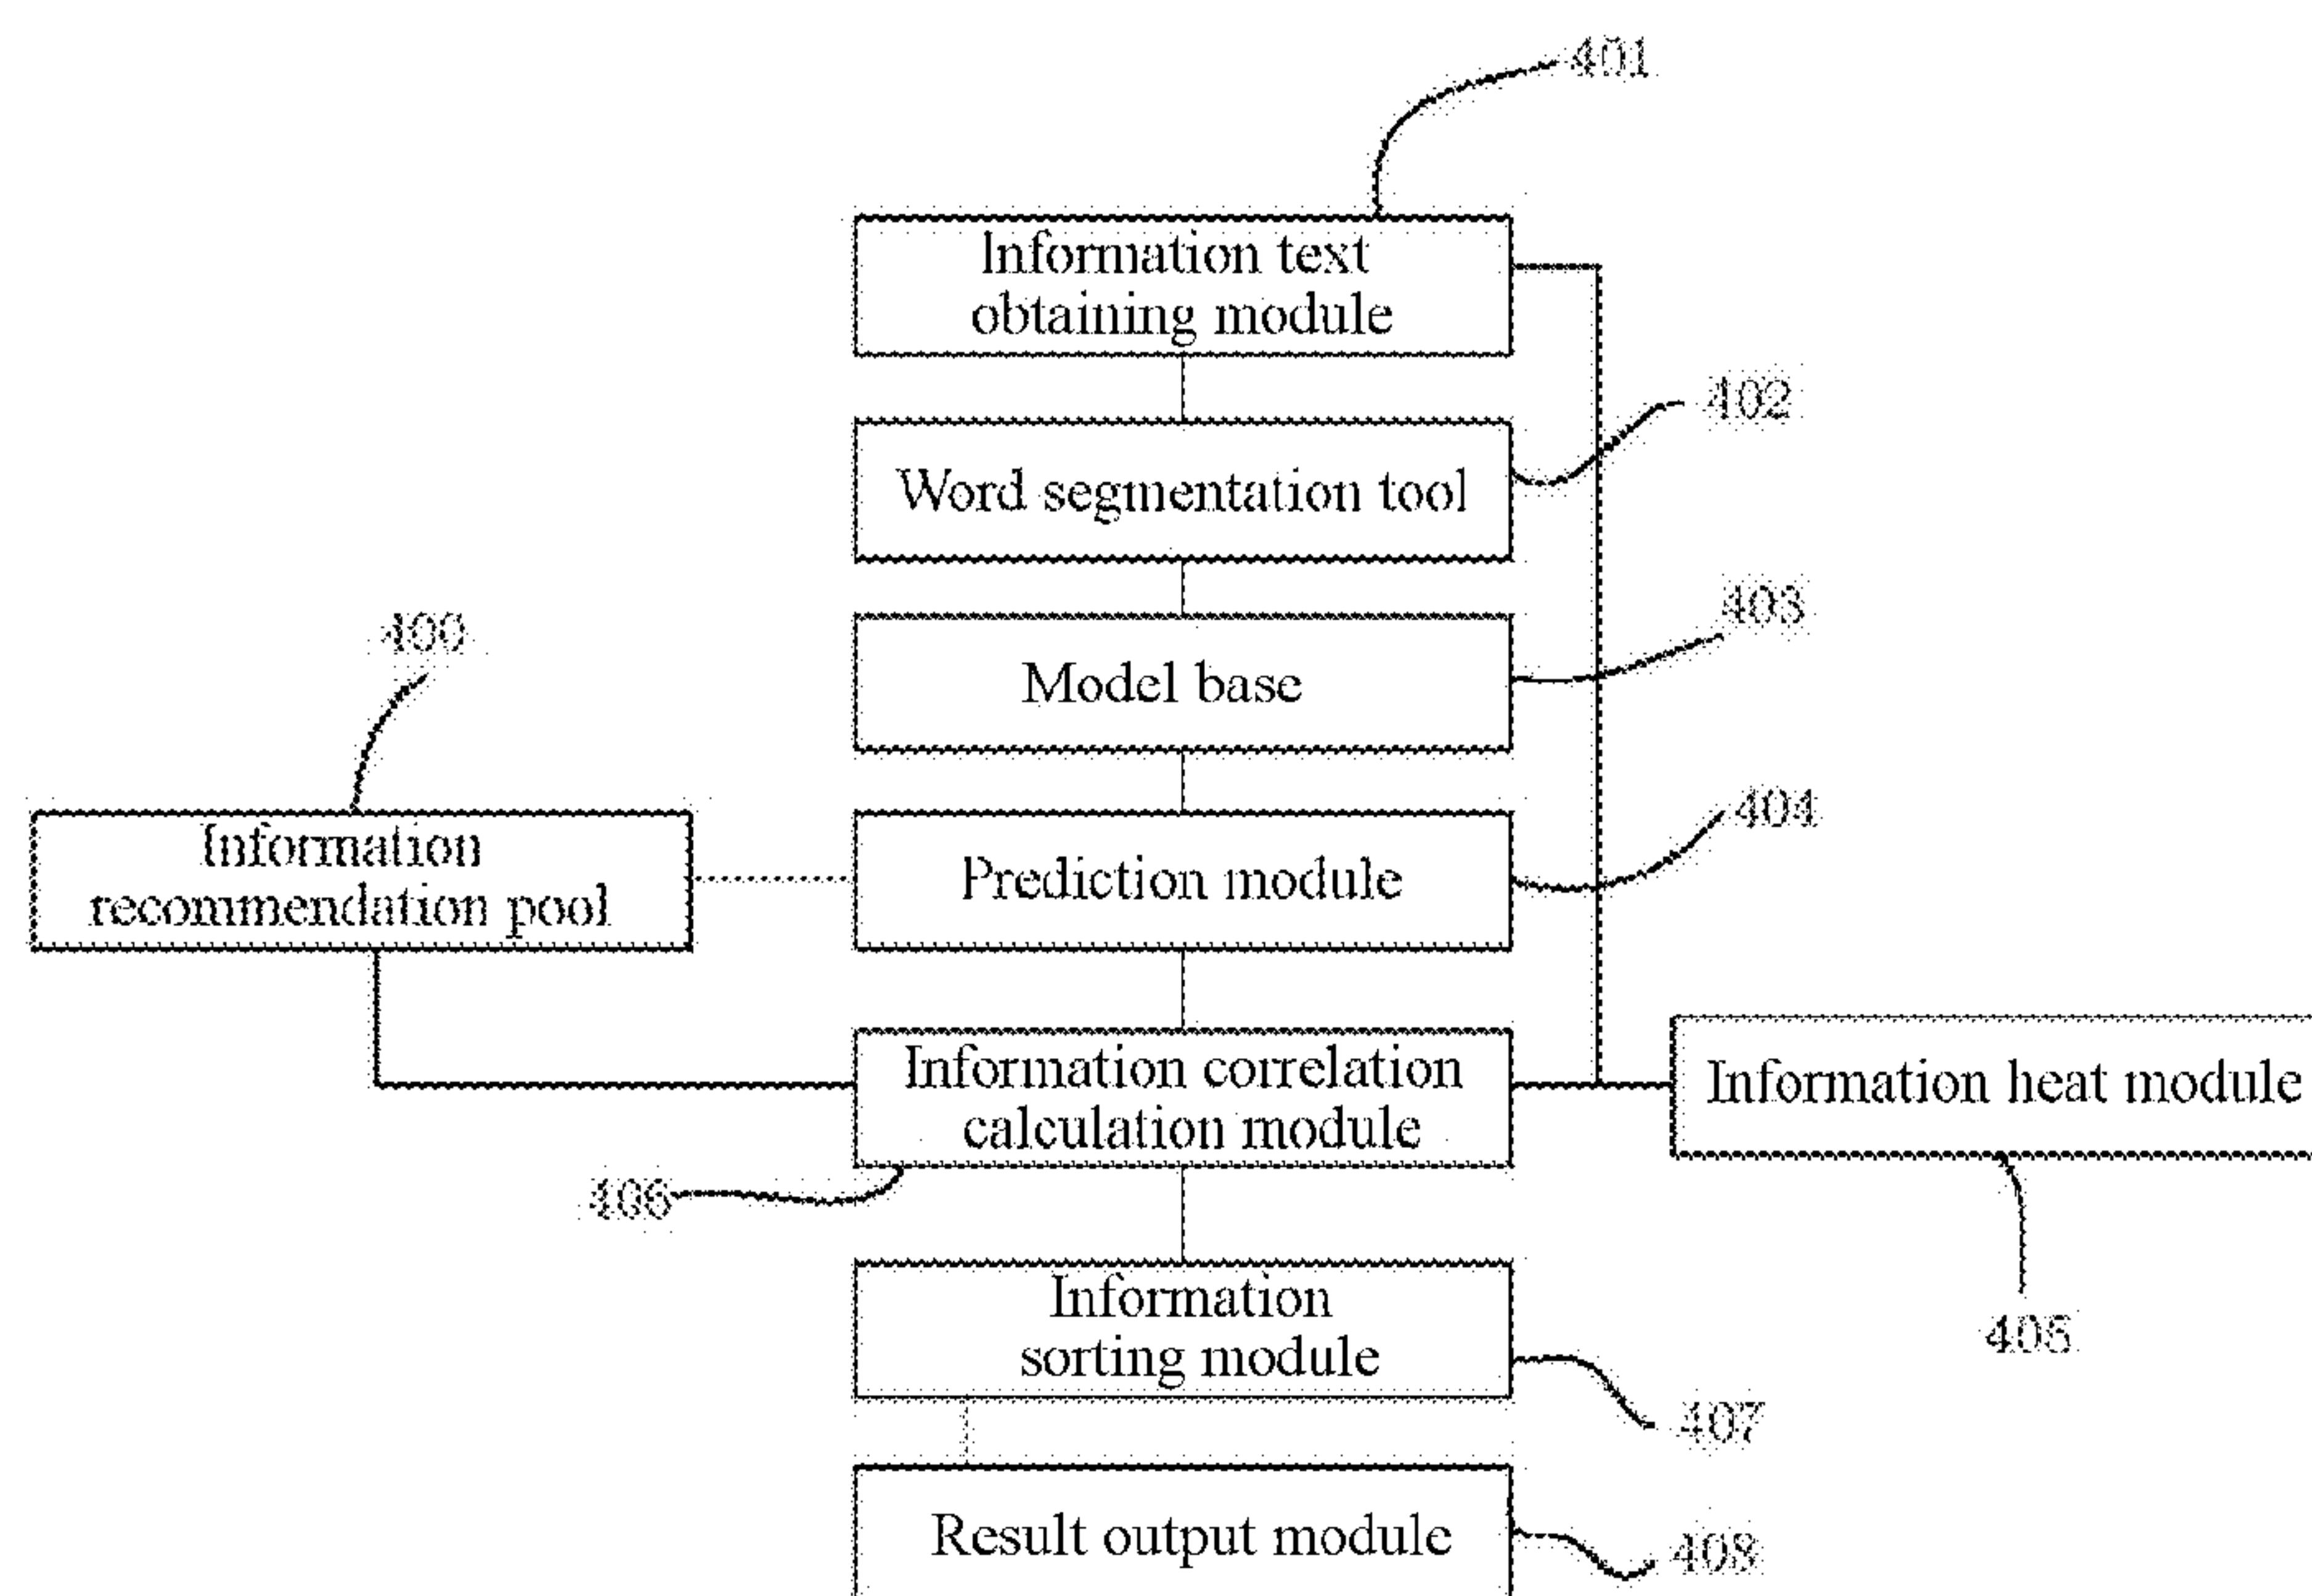 401
Information text
obtaining module
402
Word segmentation tool
403
Model base
400
Information
recommendation pool
404
Prediction module
Information correlation
calculation module
Information heat module
406
405
Information
sorting module
407
Result output module
408